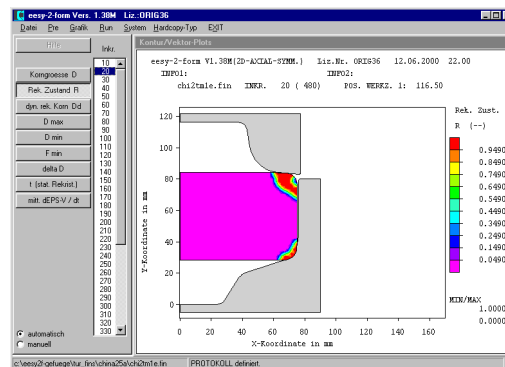 eesy-2-form Vers. 1.38M Liz.:ORIG36
Datei Pre Grafik Run System Hardcopy-Typ EXIT
Hilfe
Inkr.
Korngroesse D
Rek. Zustand R
dyn. rek. Korn Dd
D max
D min
F min
delta D
t (stat. Rekrist.)
mitt. dEPS-V / dt
10
20
30
40
50
60
70
80
90
100
110
120
130
140
150
160
170
180
190
200
210
220
230
240
250
260
270
280
290
300
310
320
330
automatisch
manuell
Kontur/Vektor-Plots
eesy-2-form V1.38M(2D-AXIAL-SYMM.) Liz.Nr. ORIG36 12.06.2000 22.00
INFO1: INFO2:
chi2tm1e.fin INKR. 20 ( 480) POS. WERKZ. 1: 116.50
Rek. Zust.
R (--)
0.9490
0.8490
0.7490
0.6490
0.5490
0.4490
0.3490
0.2490
0.1490
0.0490
MIN/MAX
1.0000
0.0000
Y-Koordinate in mm
120
100
80
60
40
20
0
0 20 40 60 80 100 120 140 160
X-Koordinate in mm
c:\eesy2f-gefuege\tur_fins\china25a\chi2tm1e.fin PROTOKOLL definiert.